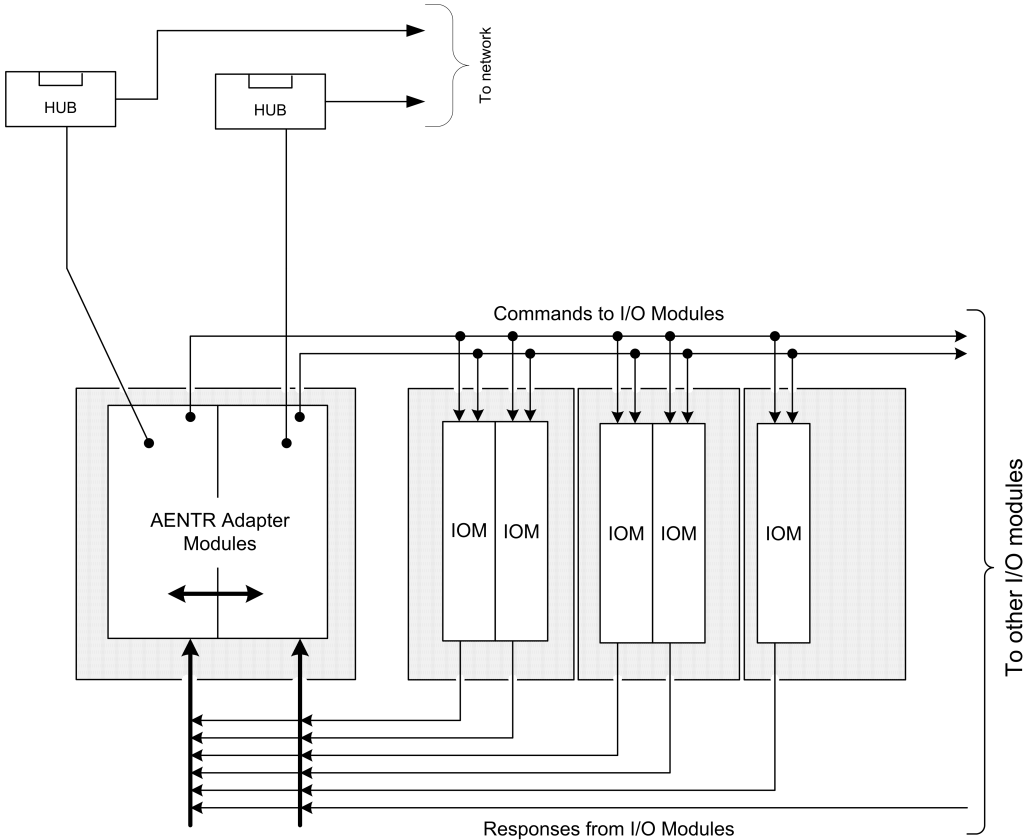 To network
HUB
HUB
Commands to I/O Modules
AENTR Adapter
Modules
IOM
IOM
IOM
IOM
IOM
To other I/O modules
Responses from I/O Modules